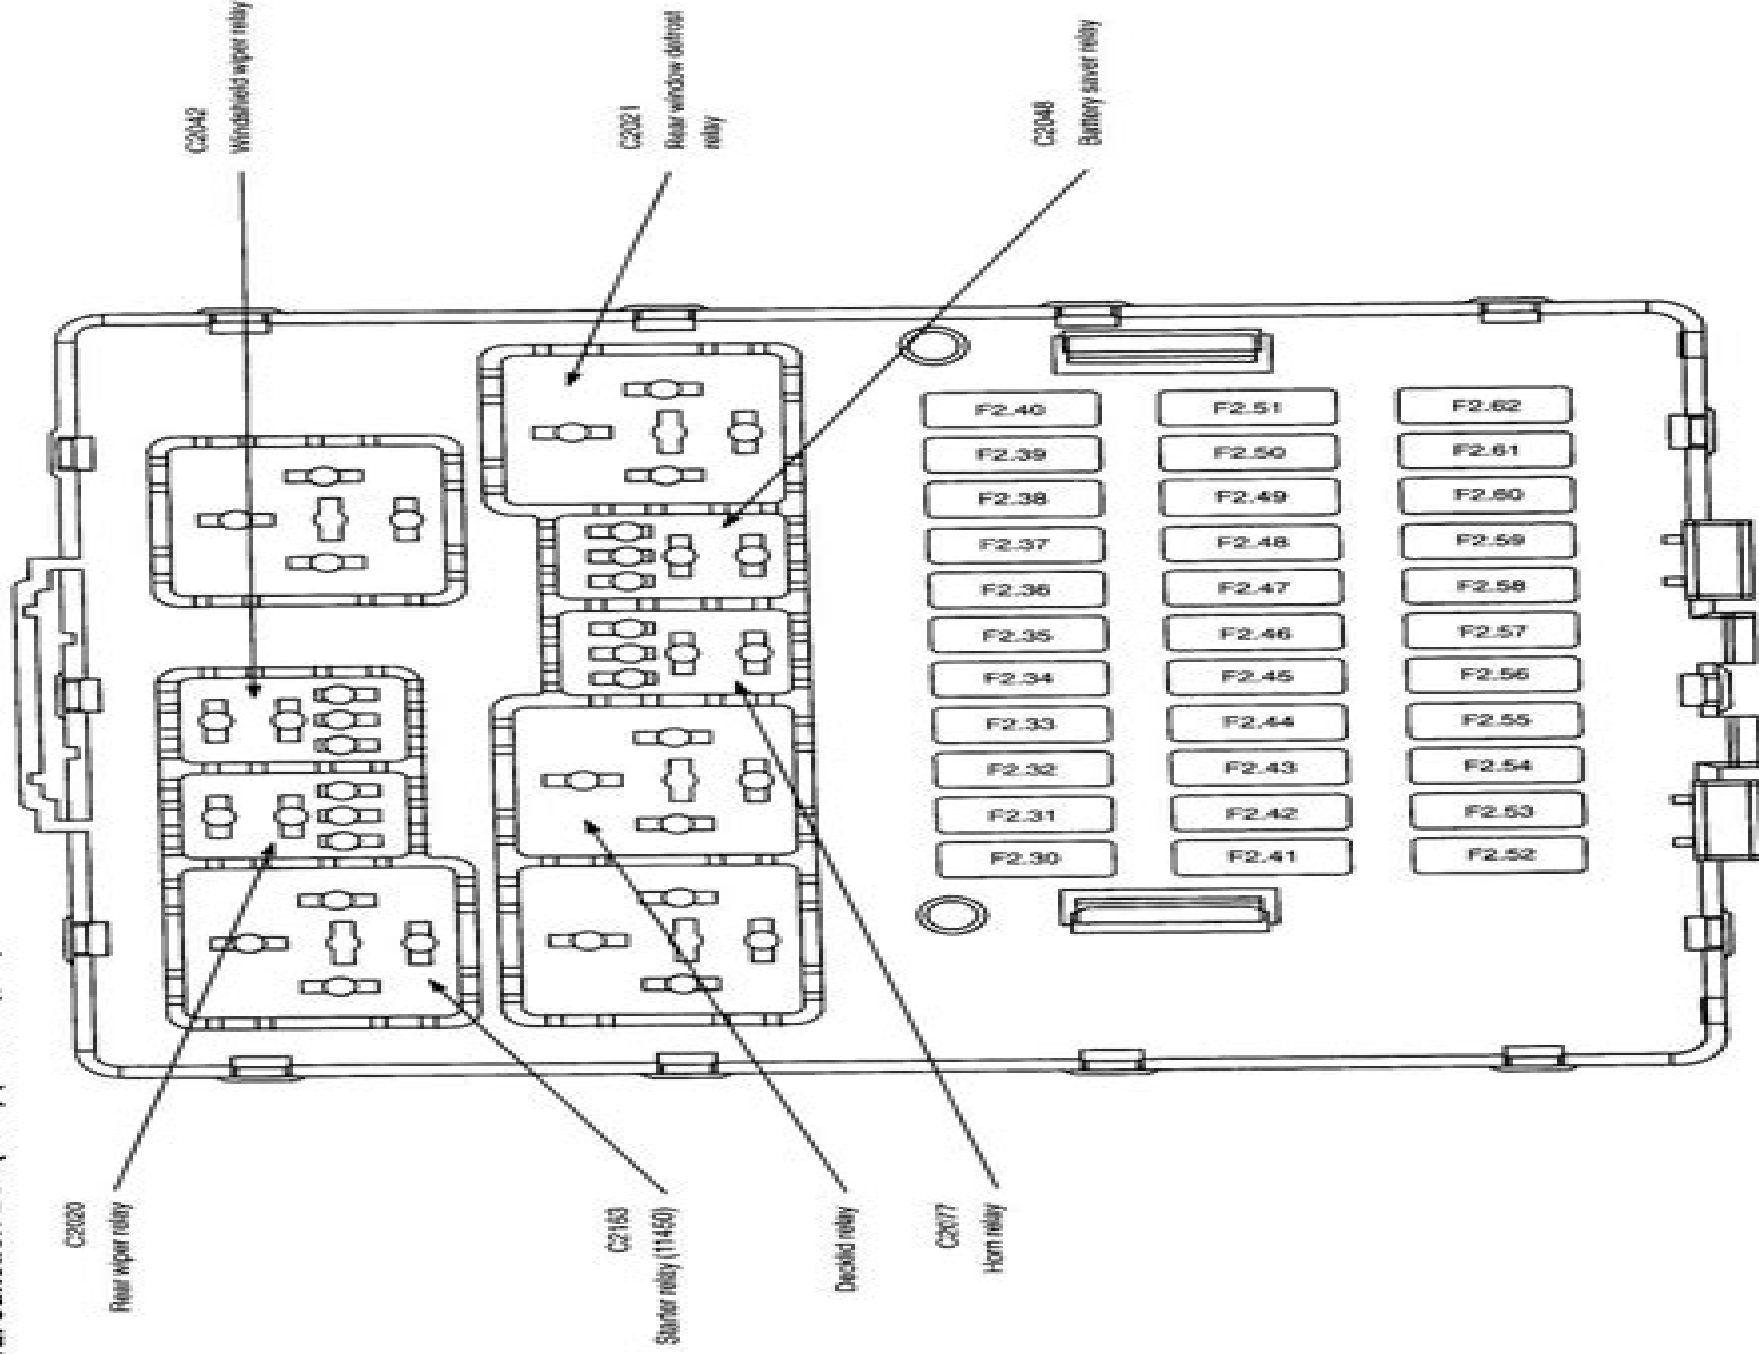 C2042
Windshield wiper relay
C2021
Rear window defrost
relay
C2048
Battery saver relay
F2.40
F2.51
F2.62
F2.39
F2.50
F2.61
F2.38
F2.49
F2.60
F2.37
F2.48
F2.59
F2.36
F2.47
F2.58
F2.35
F2.46
F2.57
F2.34
F2.45
F2.56
F2.33
F2.44
F2.55
F2.32
F2.43
F2.54
F2.31
F2.42
F2.53
F2.30
F2.41
F2.52
C2020
Rear wiper relay
C2163
Starter relay (11450)
Decklid relay
C2077
Horn relay